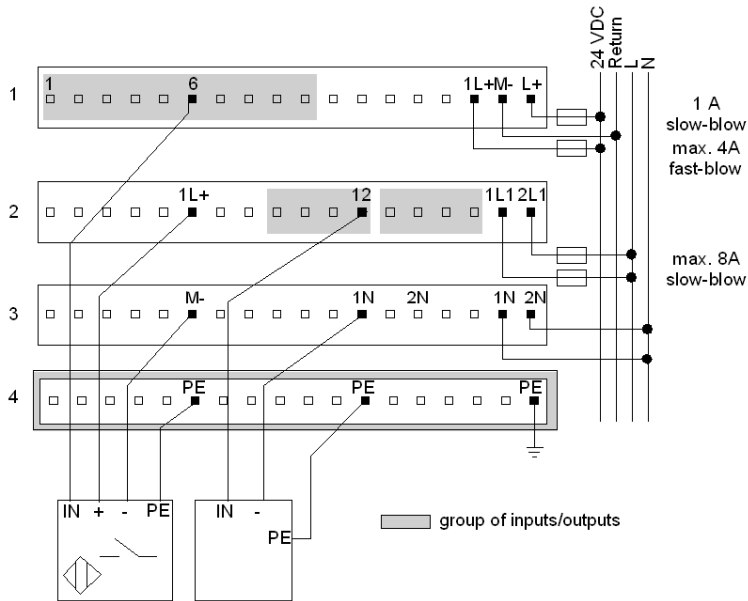 24 VDC
Return
L
N
1
1
6
1L+
M-
L+
1 A
slow-blow
max. 4A
fast-blow
2
1L+
12
1L1
2L1
max. 8A
slow-blow
3
M-
1N
2N
1N
2N
4
PE
PE
PE
IN
+
-
PE
IN
-
PE
group of inputs/outputs